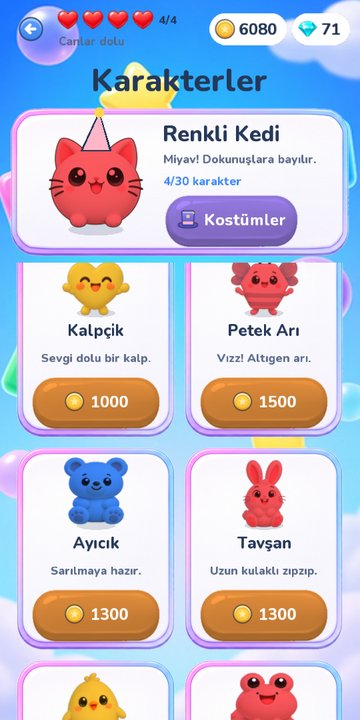 4/4
6080
71
Canlar dolu
Karakterler
Renkli Kedi
Miyav! Dokunuşlara bayılır.
4/30 karakter
Kostümler
Kalpçik
Petek Arı
Sevgi dolu bir kalp.
Vızz! Altıgen arı.
1000
1500
Ayıcık
Tavşan
Sarılmaya hazır.
Uzun kulaklı zıpzıp.
1300
1300